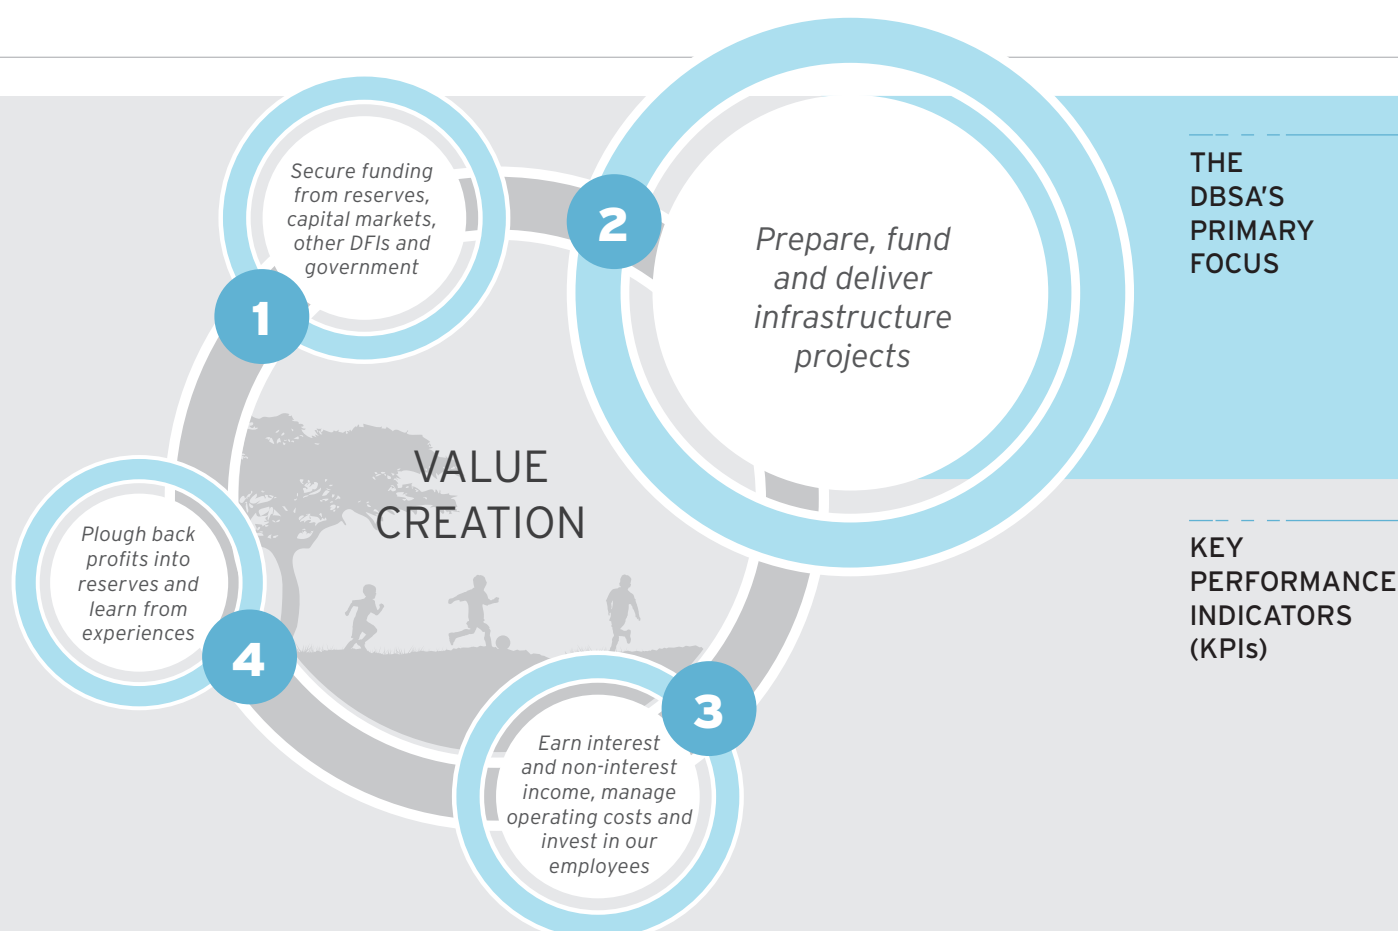 1
Secure funding
from reserves,
capital markets,
other DFIs and
government
2
Prepare, fund
and deliver
infrastructure
projects
THE
DBSA'S
PRIMARY
FOCUS
VALUE
CREATION
4
Plough back
profits into
reserves and
learn from
experiences
3
Earn interest
and non-interest
income, manage
operating costs and
invest in our
employees
KEY
PERFORMANCE
INDICATORS
(KPIs)